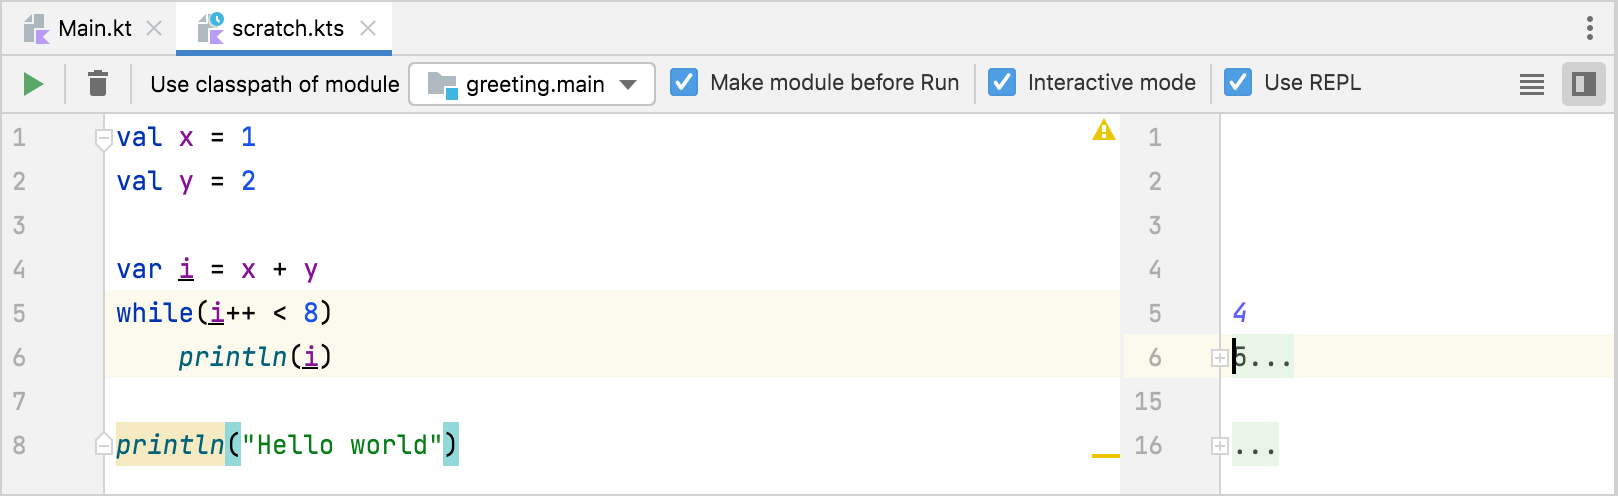 Main.kt scratch.kts
Use classpath of module greeting.main Make module before Run Interactive mode Use REPL
1 val x = 1 1
2 val y = 2 2
3 3
4 var i = x + y 4
5 while(i++ < 8) 5 4
6 println(i) 6 5...
7 15
8 println("Hello world") 16 ...